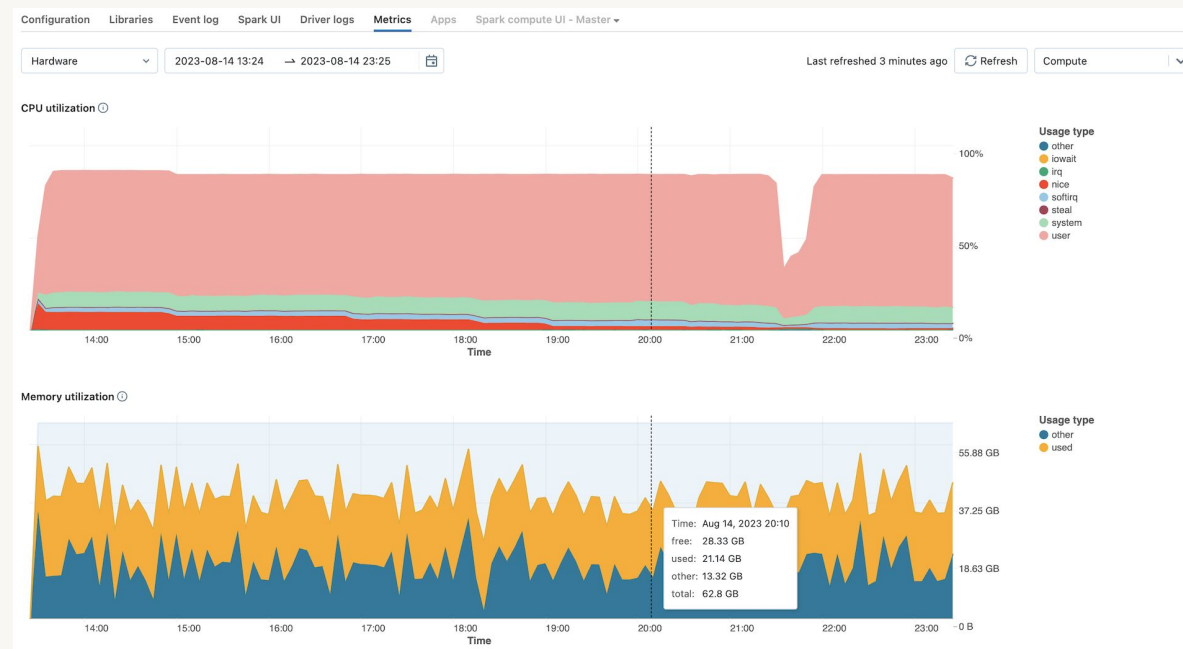 Configuration Libraries Event log Spark UI Driver logs Metrics Apps Spark compute UI - Master
Hardware 2023-08-14 13:24 → 2023-08-14 23:25 Last refreshed 3 minutes ago Refresh Compute
CPU utilization
Usage type
other
iowait
irq
nice
softirq
steal
system
user
100%
50%
0%
14:00 15:00 16:00 17:00 18:00 19:00 20:00 21:00 22:00 23:00
Time
Memory utilization
Usage type
other
used
55.88 GB
37.25 GB
18.63 GB
0 B
Time: Aug 14, 2023 20:10
free: 28.33 GB
used: 21.14 GB
other: 13.32 GB
total: 62.8 GB
14:00 15:00 16:00 17:00 18:00 19:00 20:00 21:00 22:00 23:00
Time